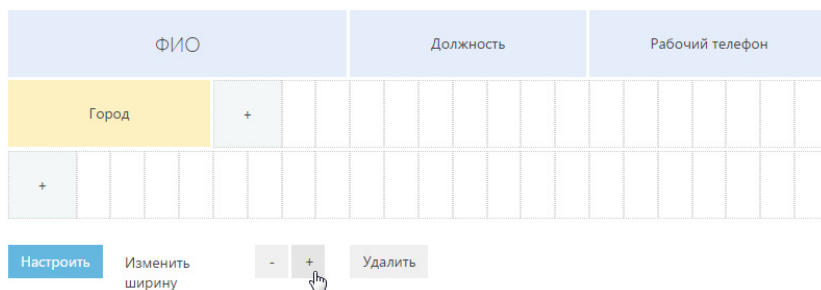 ФИО Должность Рабочий телефон
Город +
+
Настроить Изменить - + Удалить
ширину